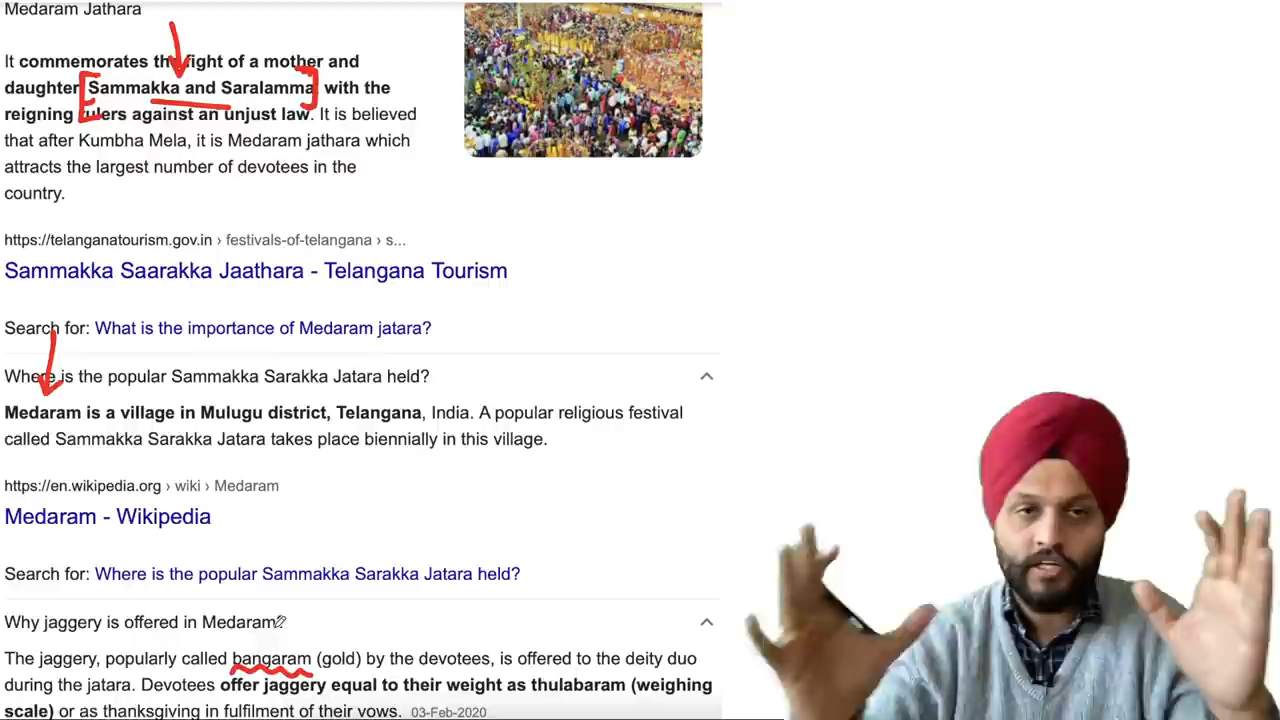 Medaram Jathara
It commemorates the fight of a mother and
daughter Sammakka and Saralamma with the
reigning rulers against an unjust law. It is believed
that after Kumbha Mela, it is Medaram jathara which
attracts the largest number of devotees in the
country.
https://telanganatourism.gov.in › festivals-of-telangana › s...
Sammakka Saarakka Jaathara - Telangana Tourism
Search for: What is the importance of Medaram jatara?
Where is the popular Sammakka Sarakka Jatara held?
Medaram is a village in Mulugu district, Telangana, India. A popular religious festival
called Sammakka Sarakka Jatara takes place biennially in this village.
https://en.wikipedia.org › wiki › Medaram
Medaram - Wikipedia
Search for: Where is the popular Sammakka Sarakka Jatara held?
Why jaggery is offered in Medaram
The jaggery, popularly called bangaram (gold) by the devotees, is offered to the deity duo
during the jatara. Devotees offer jaggery equal to their weight as thulabaram (weighing
scale) or as thanksgiving in fulfilment of their vows. 03-Feb-2020